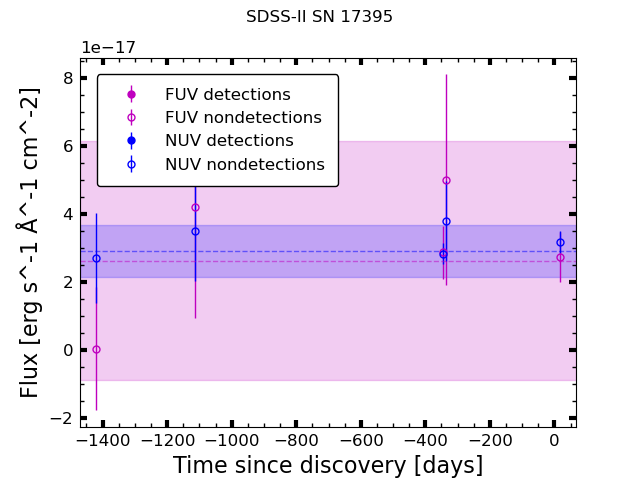 SDSS-II SN 17395
1e−17
FUV detections
FUV nondetections
NUV detections
NUV nondetections
8
6
4
2
0
−2
Flux [erg s^-1 Å^-1 cm^-2]
−1400 −1200 −1000 −800 −600 −400 −200 0
Time since discovery [days]